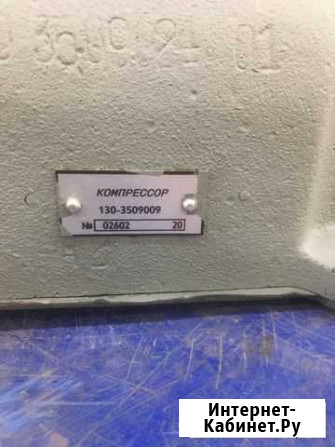 КОМПРЕССОР
130-3509009
№ 02602 20
Интернет-
Кабинет.Ру